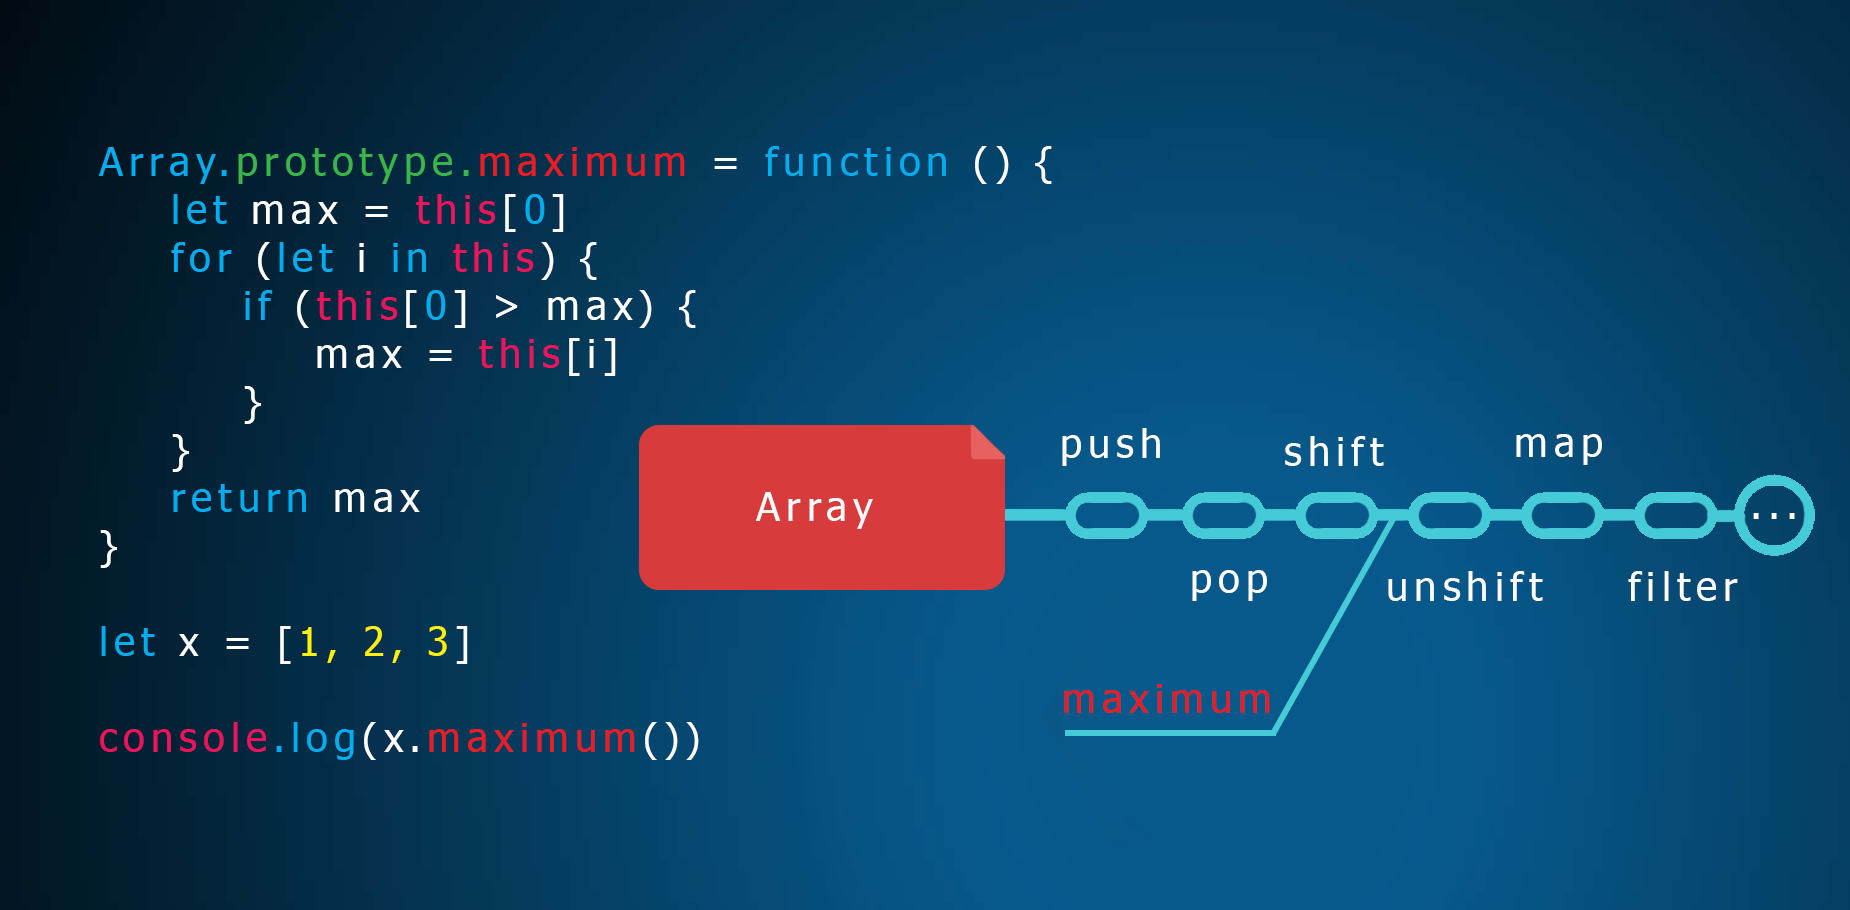 Array.prototype.maximum = function () {
let max = this[0]
for (let i in this) {
if (this[0] > max) {
max = this[i]
}
}
return max
}
let x = [1, 2, 3]
console.log(x.maximum())
Array
push
shift
map
...
pop
unshift
filter
maximum